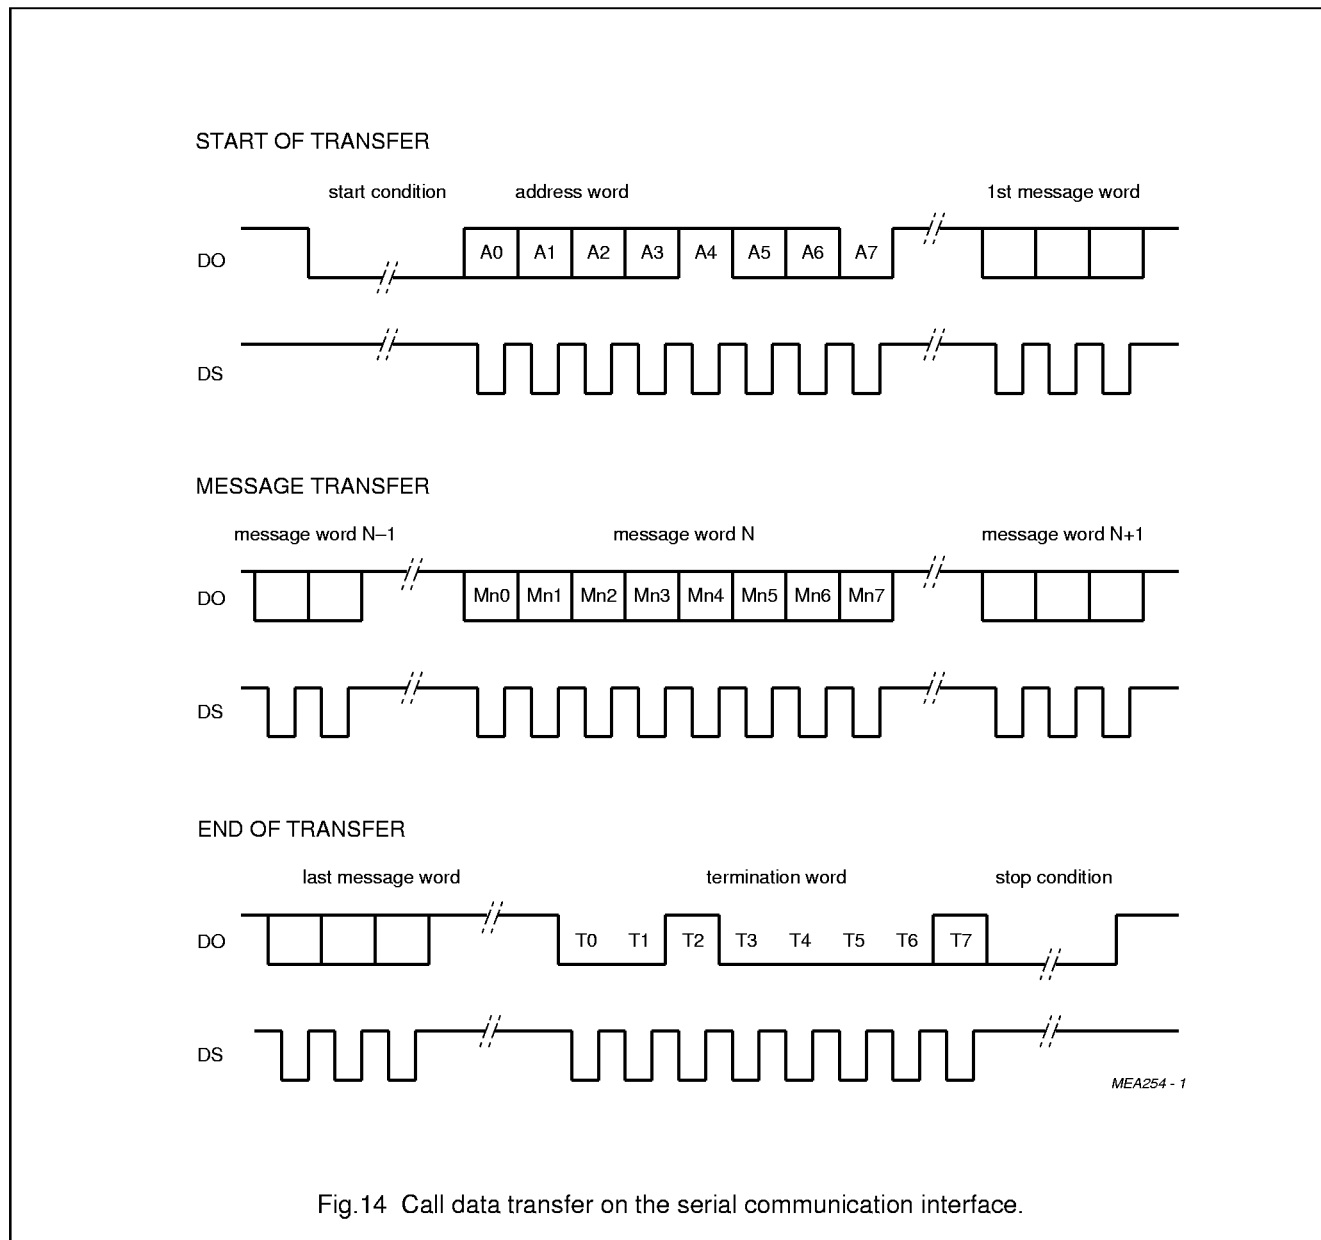 START OF TRANSFER
start condition address word 1st message word
DO A0 A1 A2 A3 A4 A5 A6 A7
DS
MESSAGE TRANSFER
message word N–1 message word N message word N+1
DO Mn0 Mn1 Mn2 Mn3 Mn4 Mn5 Mn6 Mn7
DS
END OF TRANSFER
last message word termination word stop condition
DO T0 T1 T2 T3 T4 T5 T6 T7
DS
MEA254 - 1
Fig.14 Call data transfer on the serial communication interface.